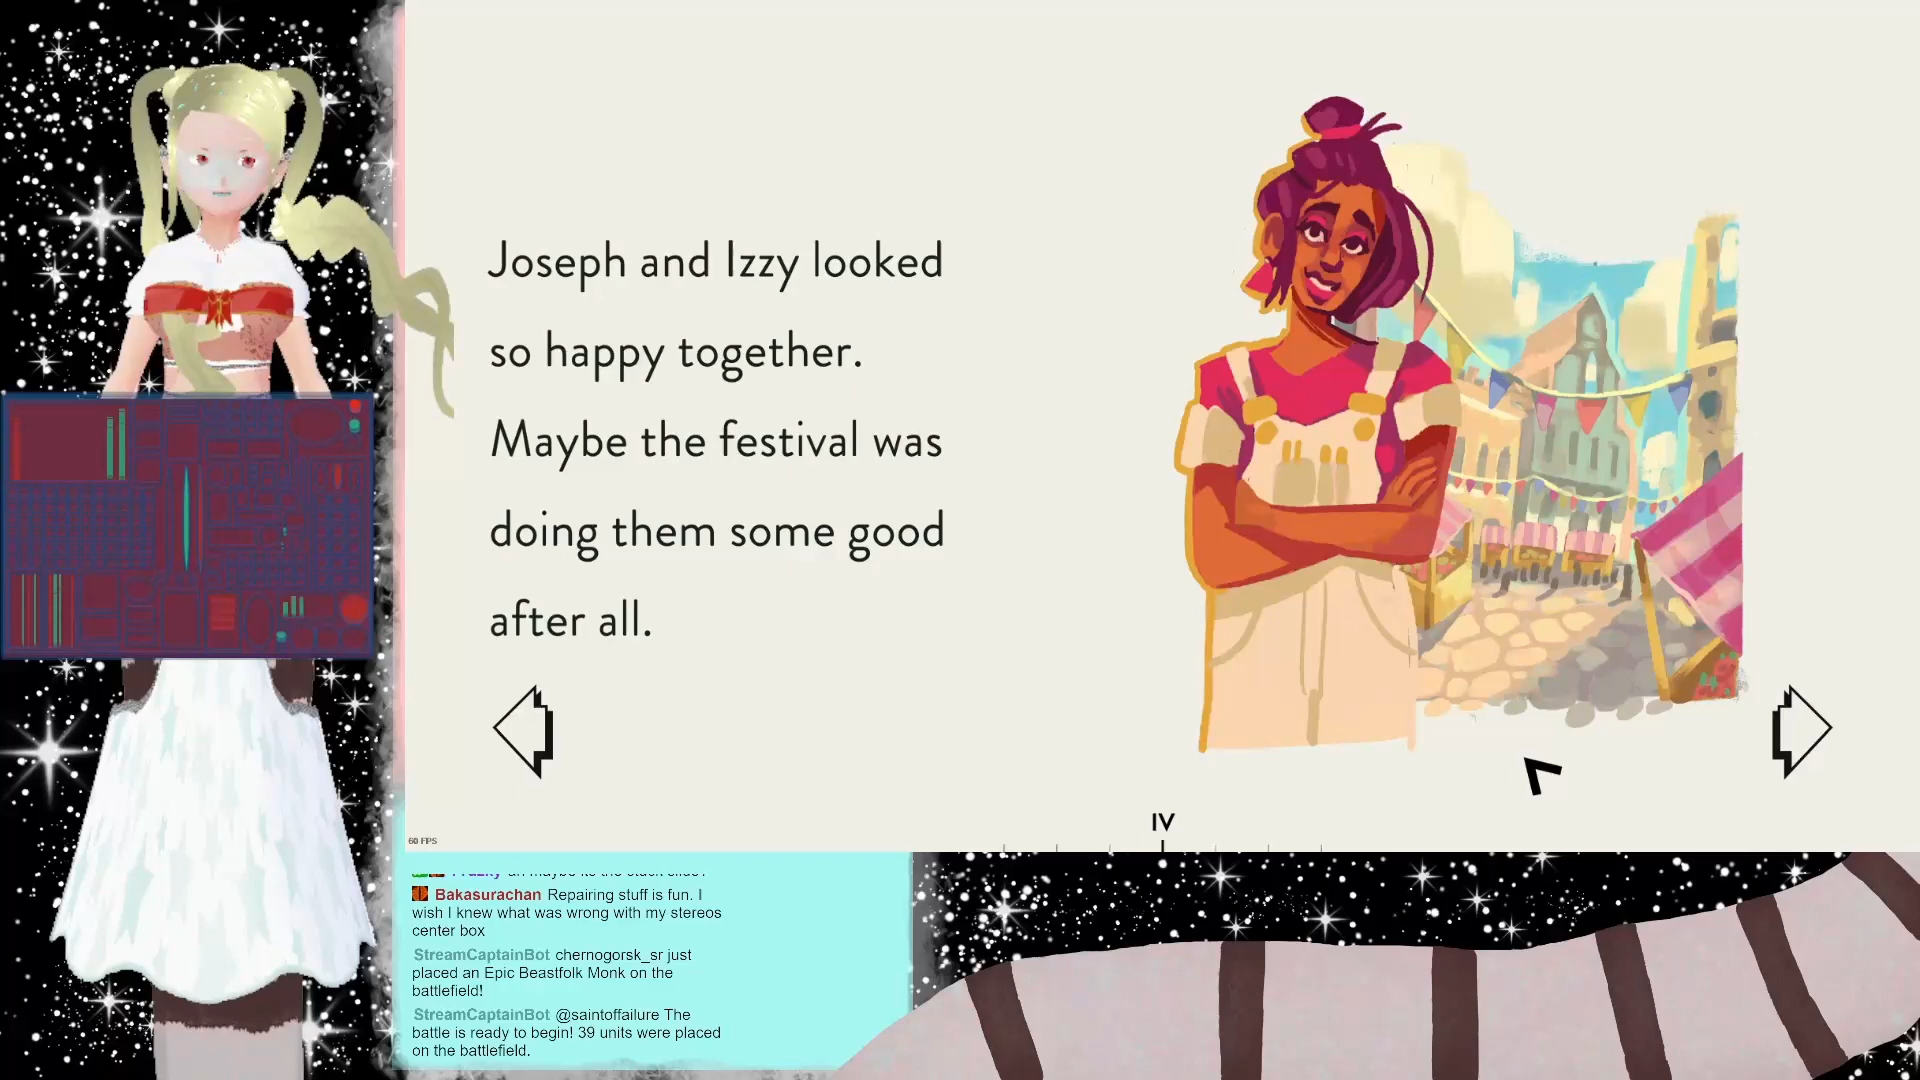 Joseph and Izzy looked
so happy together.
Maybe the festival was
doing them some good
after all.
IV
60 FPS
Bakasurachan Repairing stuff is fun. I
wish I knew what was wrong with my stereos
center box
StreamCaptainBot chernogorsk_sr just
placed an Epic Beastfolk Monk on the
battlefield!
StreamCaptainBot @saintoffailure The
battle is ready to begin! 39 units were placed
on the battlefield.